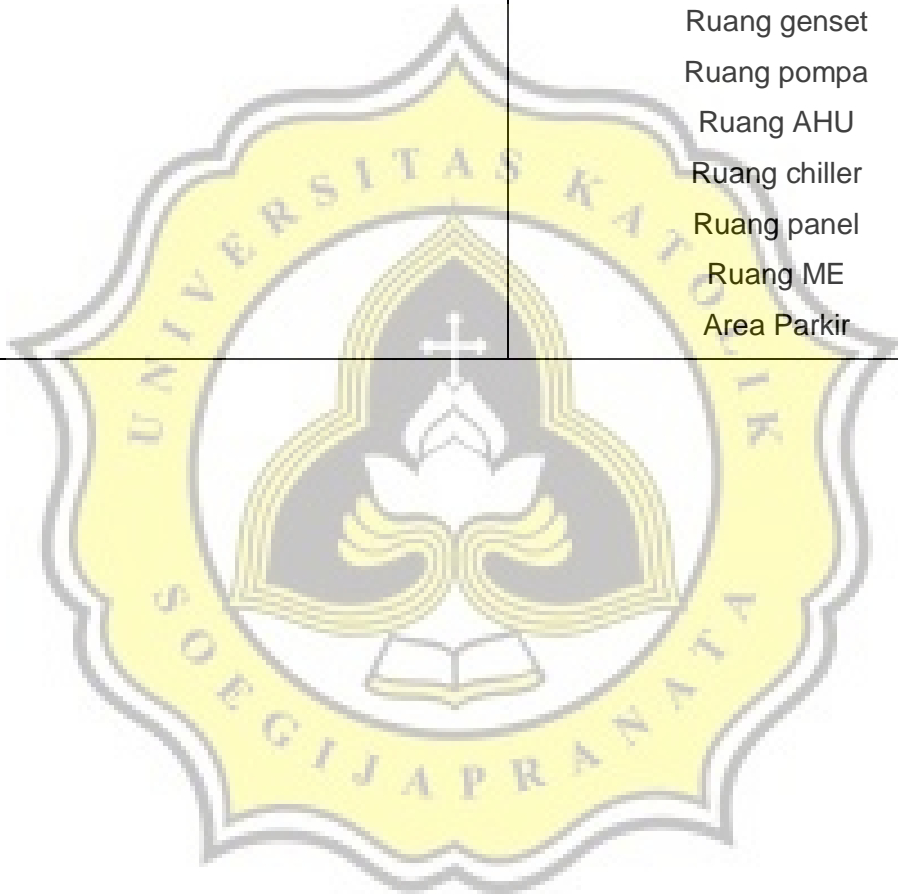 Ruang genset
Ruang pompa
Ruang AHU
Ruang chiller
Ruang panel
Ruang ME
Area Parkir
UNIVERSITAS KATOLIK
SOEGIJAPRANATA